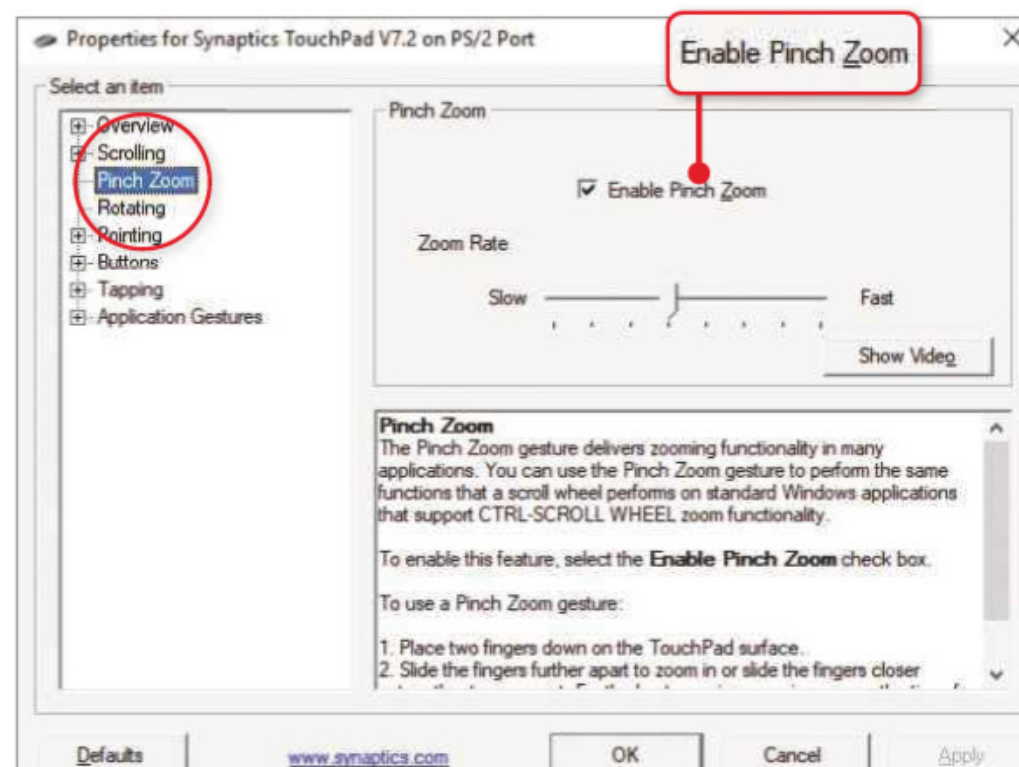 Properties for Synaptics TouchPad V7.2 on PS/2 Port
Enable Pinch Zoom
Select an item
Overview
Scrolling
Pinch Zoom
Rotating
Pointing
Buttons
Tapping
Application Gestures
Pinch Zoom
Enable Pinch Zoom
Zoom Rate
Slow
Fast
Show Video
Pinch Zoom
The Pinch Zoom gesture delivers zooming functionality in many
applications. You can use the Pinch Zoom gesture to perform the same
functions that a scroll wheel performs on standard Windows applications
that support CTRL-SCROLL WHEEL zoom functionality.
To enable this feature, select the Enable Pinch Zoom check box.
To use a Pinch Zoom gesture:
1. Place two fingers down on the TouchPad surface.
2. Slide the fingers further apart to zoom in or slide the fingers closer
Defaults
www.synaptics.com
OK
Cancel
Apply